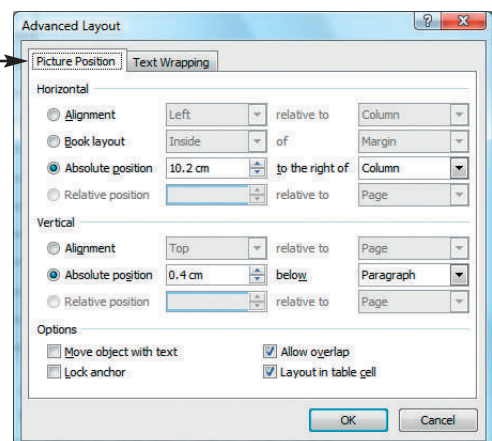 Advanced Layout
Picture Position Text Wrapping
Horizontal
Alignment Left relative to Column
Book layout Inside of Margin
Absolute position 10.2 cm to the right of Column
Relative position relative to Page
Vertical
Alignment Top relative to Page
Absolute position 0.4 cm below Paragraph
Relative position relative to Page
Options
Move object with text Allow overlap
Lock anchor Layout in table cell
OK Cancel